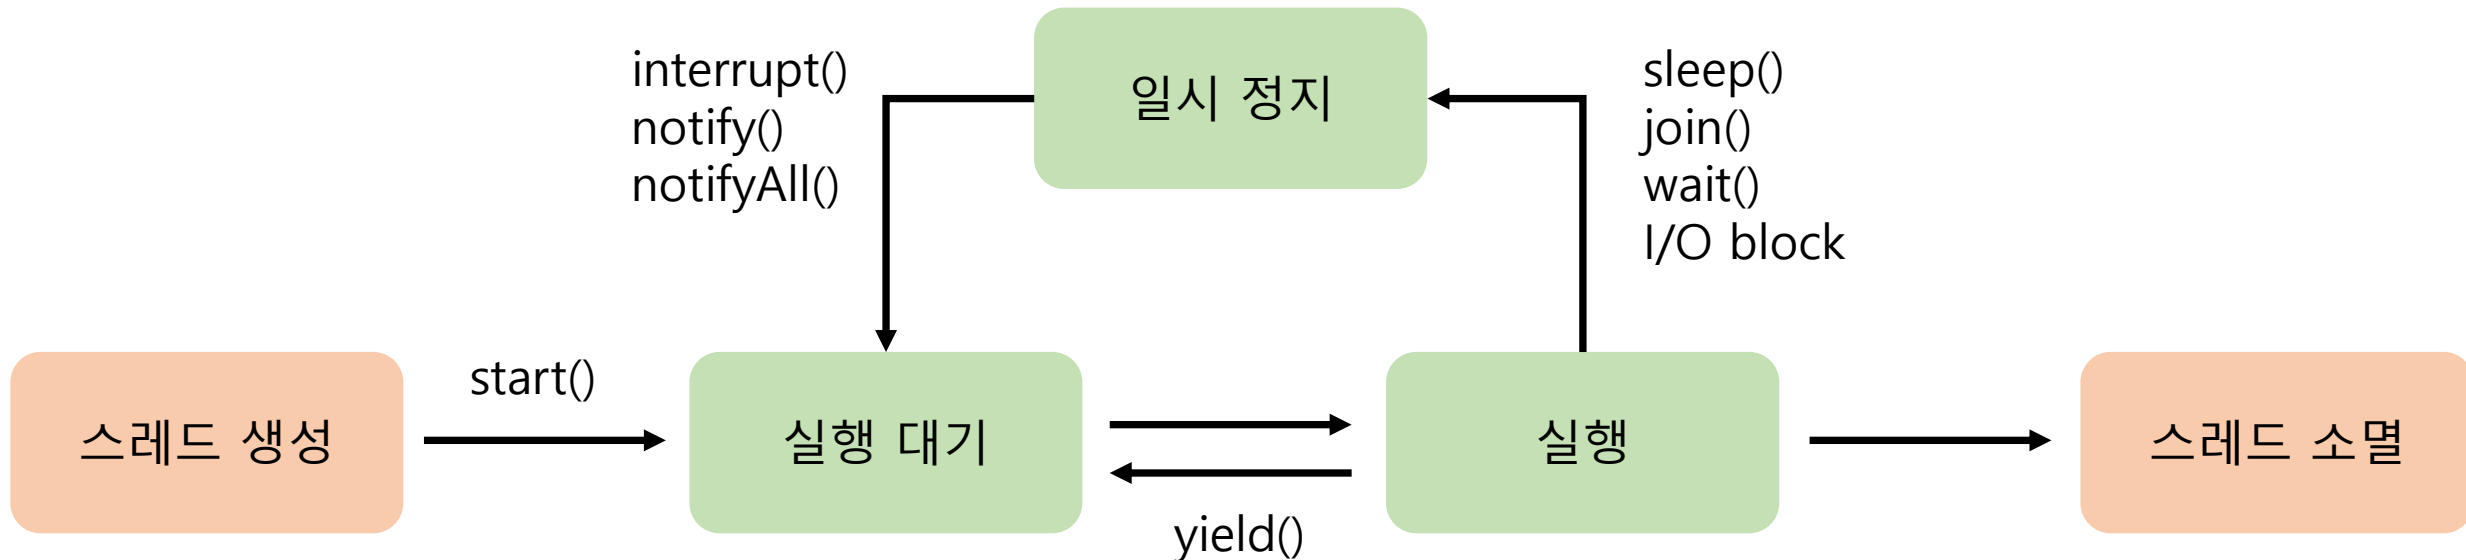 interrupt()
notify()
notifyAll()
일시 정지
sleep()
join()
wait()
I/O block
스레드 생성
start()
실행 대기
yield()
실행
스레드 소멸